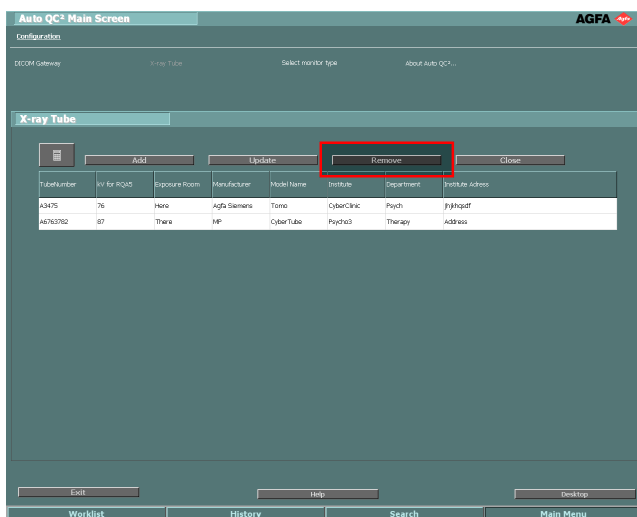 Auto QC² Main Screen
AGFA
Configuration
DICOM Gateway X-ray Tube Select monitor type About Auto QC²...
X-ray Tube
Add Update Remove Close
TubeNumber kV for RQA5 Exposure Room Manufacturer Model Name Institute Department Institute Adress
A3475 76 Here Agfa Siemens Tomo CyberClinic Psych jhjkhqsdf
A6763782 87 There MP CyberTube Psycho3 Therapy Address
Exit Help Desktop
Worklist History Search Main Menu